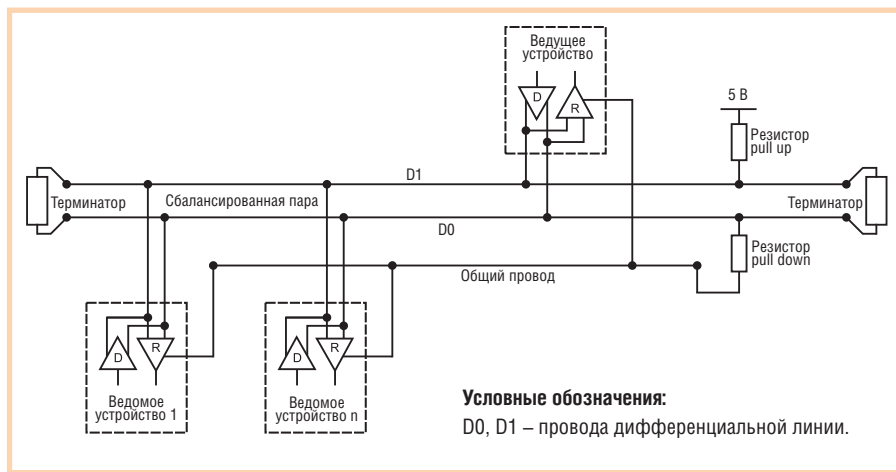 Ведущее
устройство
D
R
5 В
Резистор
pull up
D1
Терминатор
Сбалансированная пара
Терминатор
D0
Резистор
pull down
Общий провод
D
R
D
R
Ведомое
устройство 1
Ведомое
устройство n
Условные обозначения:
D0, D1 – провода дифференциальной линии.